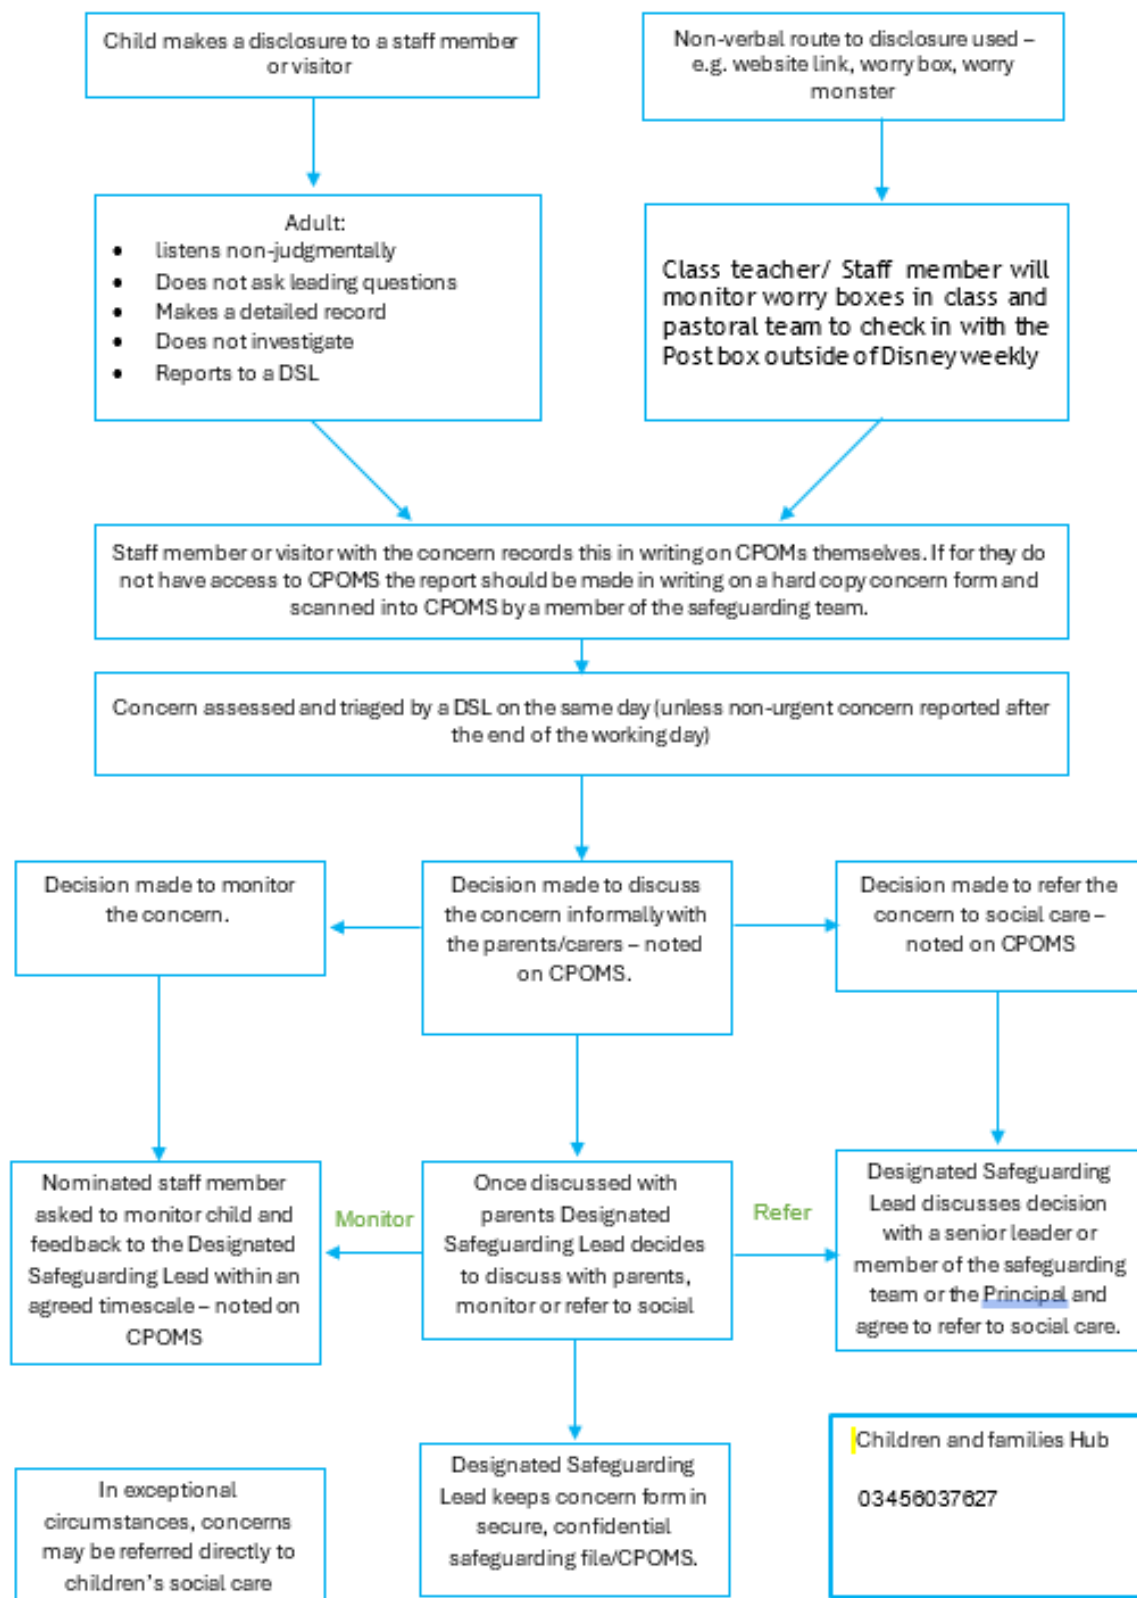 Child makes a disclosure to a staff member
or visitor
Non-verbal route to disclosure used –
e.g. website link, worry box, worry
monster
Adult:
• listens non-judgmentally
• Does not ask leading questions
• Makes a detailed record
• Does not investigate
• Reports to a DSL
Class teacher/ Staff member will
monitor worry boxes in class and
pastoral team to check in with the
Post box outside of Disney weekly
Staff member or visitor with the concern records this in writing on CPOMs themselves. If for they do
not have access to CPOMS the report should be made in writing on a hard copy concern form and
scanned into CPOMS by a member of the safeguarding team.
Concern assessed and triaged by a DSL on the same day (unless non-urgent concern reported after
the end of the working day)
Decision made to monitor
the concern.
Decision made to discuss
the concern informally with
the parents/carers – noted
on CPOMS.
Decision made to refer the
concern to social care –
noted on CPOMS
Nominated staff member
asked to monitor child and
feedback to the Designated
Safeguarding Lead within an
agreed timescale – noted on
CPOMS
Monitor
Once discussed with
parents Designated
Safeguarding Lead decides
to discuss with parents,
monitor or refer to social
Refer
Designated Safeguarding
Lead discusses decision
with a senior leader or
member of the safeguarding
team or the Principal and
agree to refer to social care.
In exceptional
circumstances, concerns
may be referred directly to
children's social care
Designated Safeguarding
Lead keeps concern form in
secure, confidential
safeguarding file/CPOMS.
Children and families Hub
03456037627